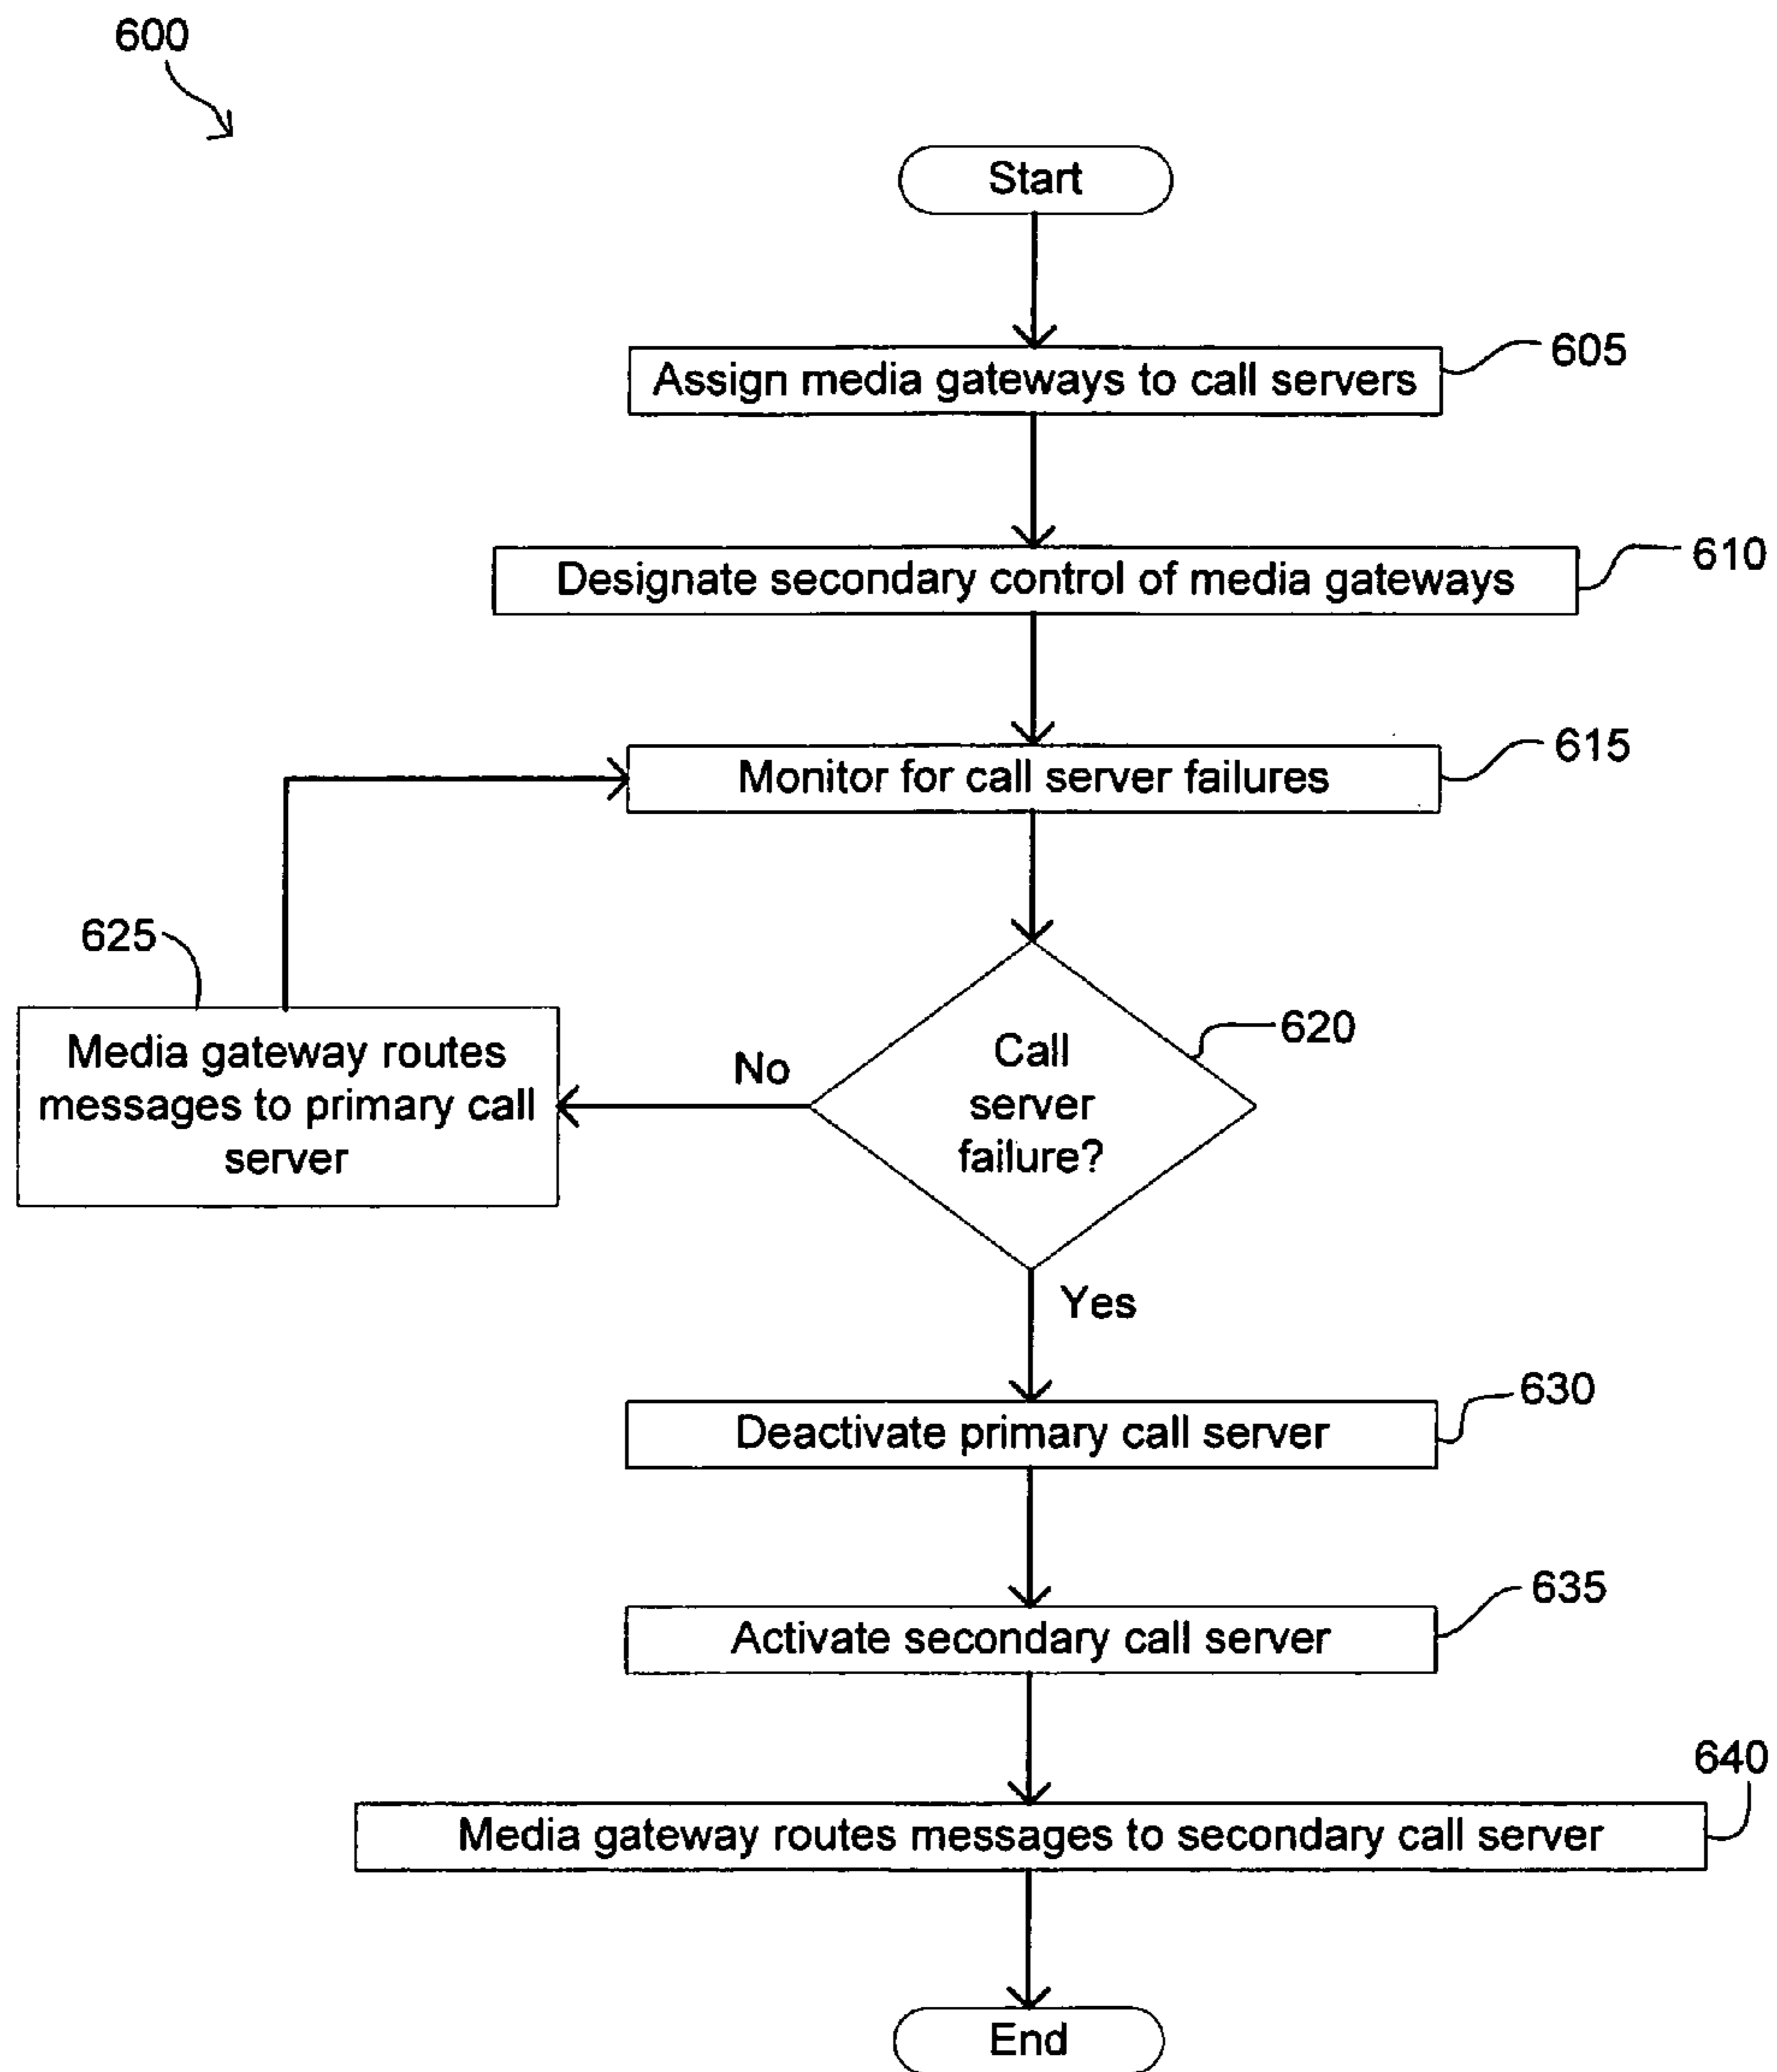 600
Start
Assign media gateways to call servers
605
Designate secondary control of media gateways
610
Monitor for call server failures
615
625
Media gateway routes
messages to primary call
server
No
Call
server
failure?
620
Yes
Deactivate primary call server
630
Activate secondary call server
635
640
Media gateway routes messages to secondary call server
End